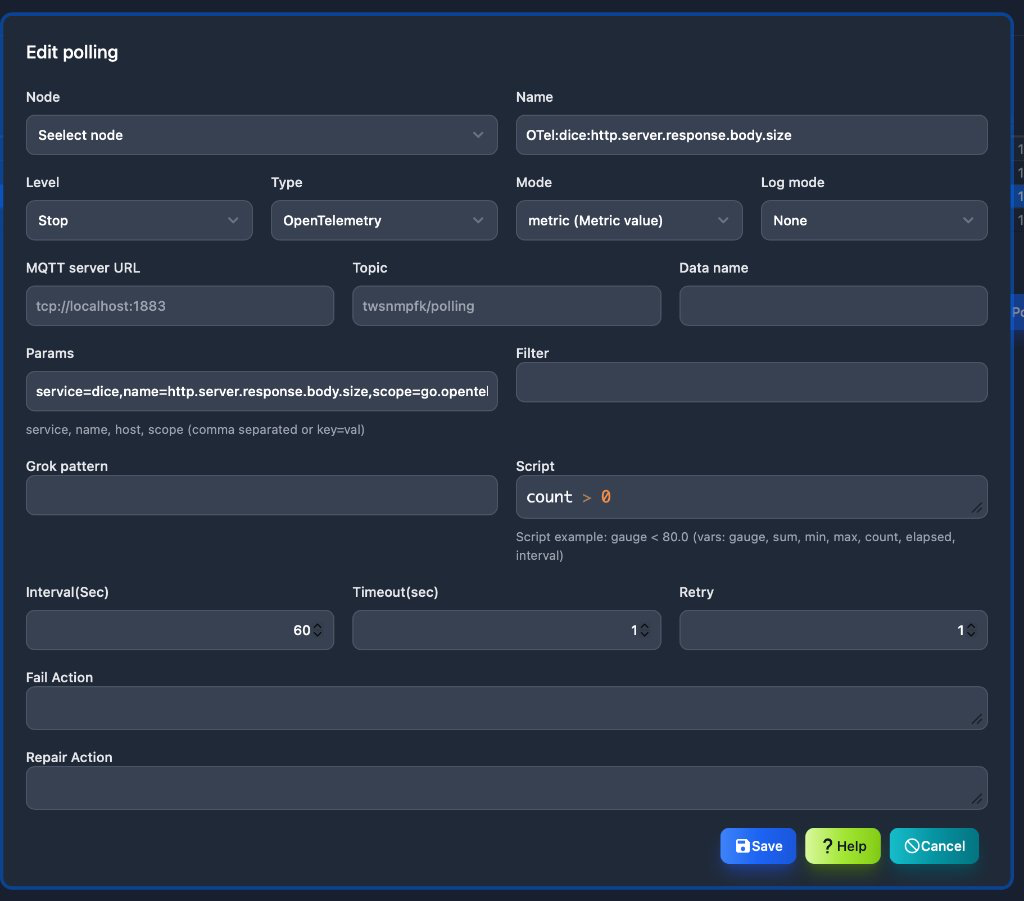 Edit polling
Node
Name
Seelect node
OTel:dice:http.server.response.body.size
Level
Type
Mode
Log mode
Stop
OpenTelemetry
metric (Metric value)
None
MQTT server URL
Topic
Data name
tcp://localhost:1883
twsnmpfk/polling
Params
Filter
service=dice,name=http.server.response.body.size,scope=go.opentel
service, name, host, scope (comma separated or key=val)
Grok pattern
Script
count > 0
Script example: gauge < 80.0 (vars: gauge, sum, min, max, count, elapsed,
interval)
Interval(Sec)
Timeout(sec)
Retry
60
1
1
Fail Action
Repair Action
Save
? Help
Cancel